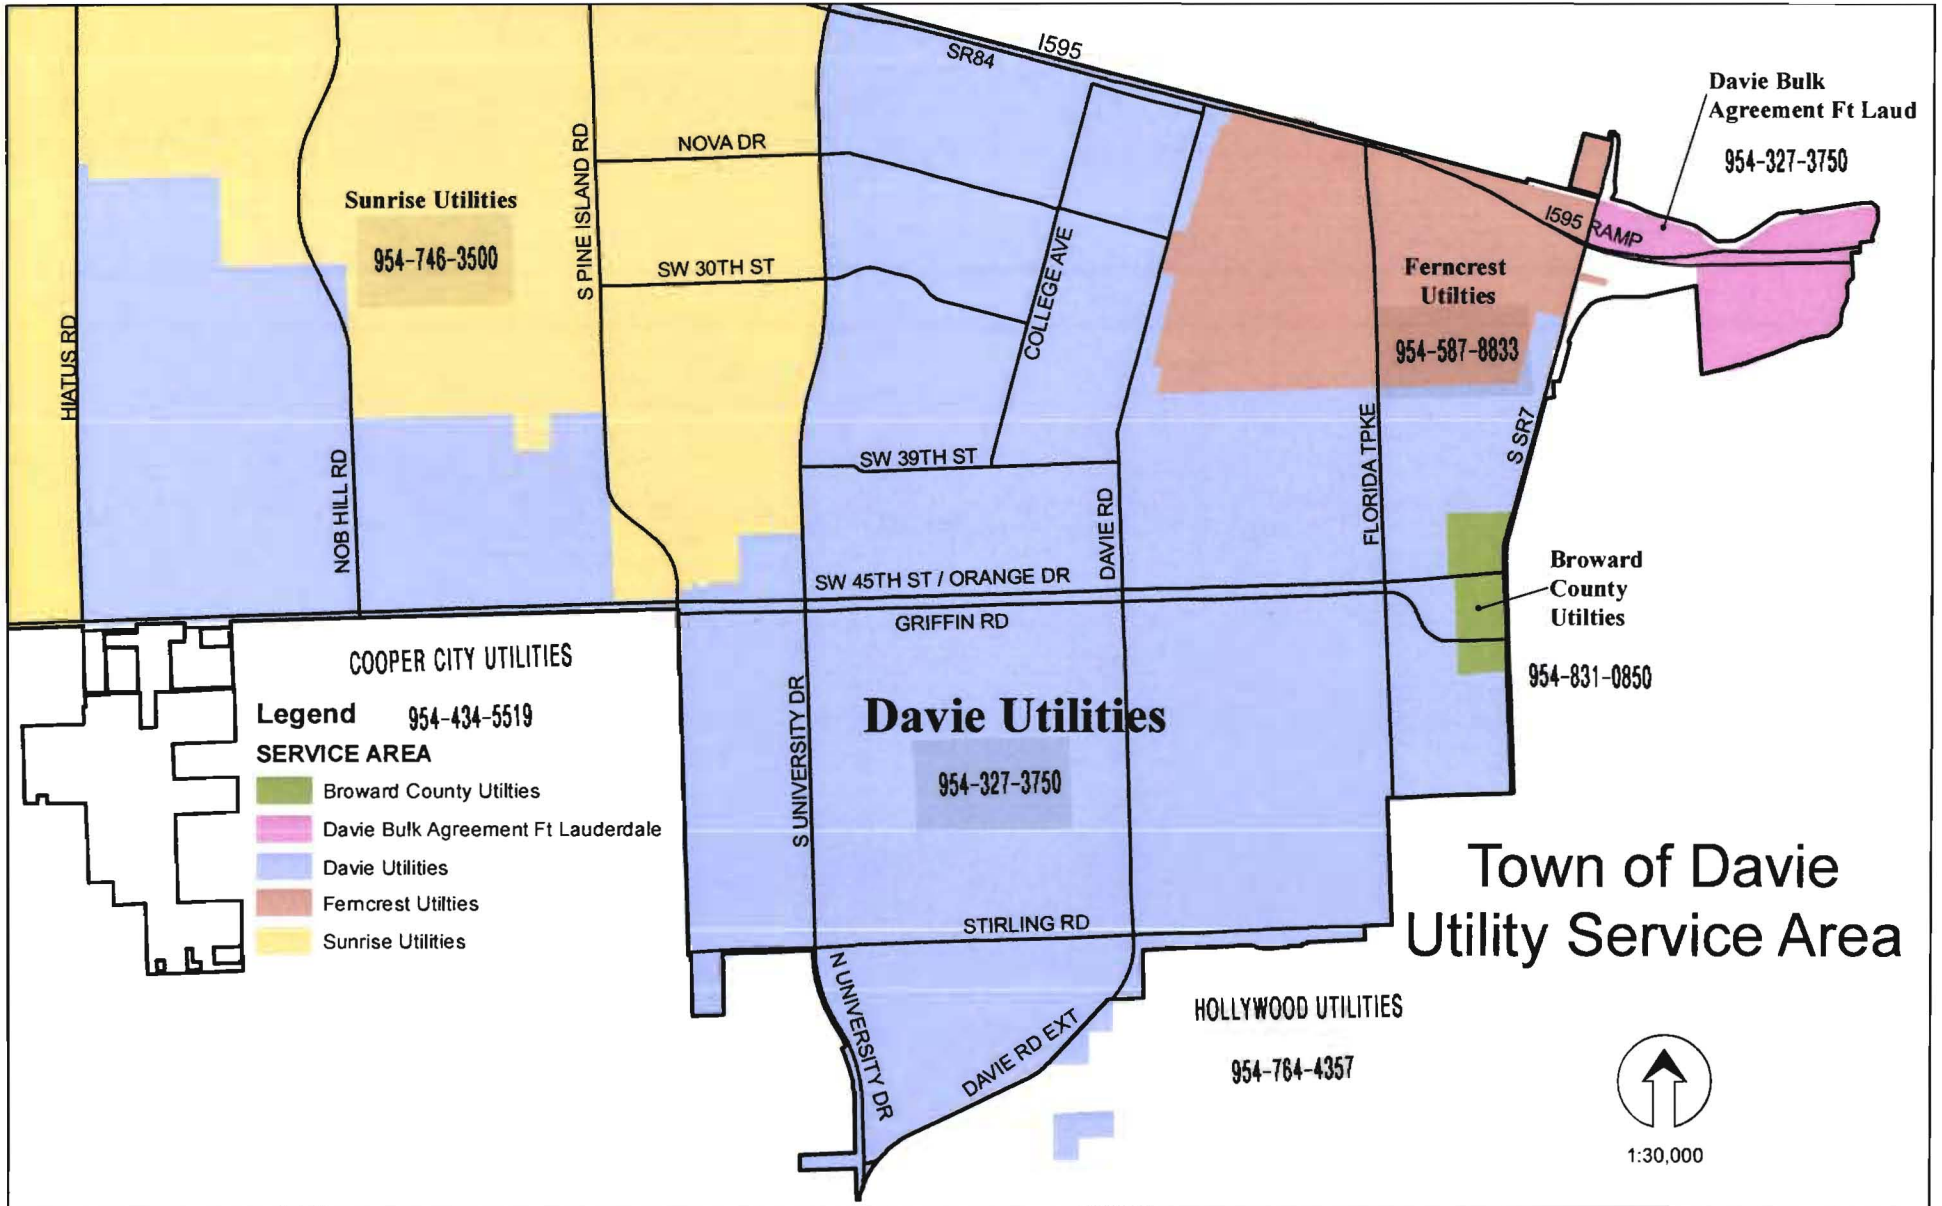 I595
SR84
Davie Bulk
Agreement Ft Laud
954-327-3750
NOVA DR
S PINE ISLAND RD
Sunrise Utilities
954-746-3500
SW 30TH ST
COLLEGE AVE
I595 RAMP
Ferncrest
Utilties
954-587-8833
HIATUS RD
NOB HILL RD
SW 39TH ST
DAVIE RD
FLORIDA TPKE
S SR7
SW 45TH ST / ORANGE DR
GRIFFIN RD
Broward
County
Utilties
954-831-0850
COOPER CITY UTILITIES
954-434-5519
Legend
SERVICE AREA
Broward County Utilties
Davie Bulk Agreement Ft Lauderdale
Davie Utilities
Ferncrest Utilties
Sunrise Utilities
S UNIVERSITY DR
Davie Utilities
954-327-3750
Town of Davie
Utility Service Area
STIRLING RD
N UNIVERSITY DR
DAVIE RD EXT
HOLLYWOOD UTILITIES
954-764-4357
1:30,000